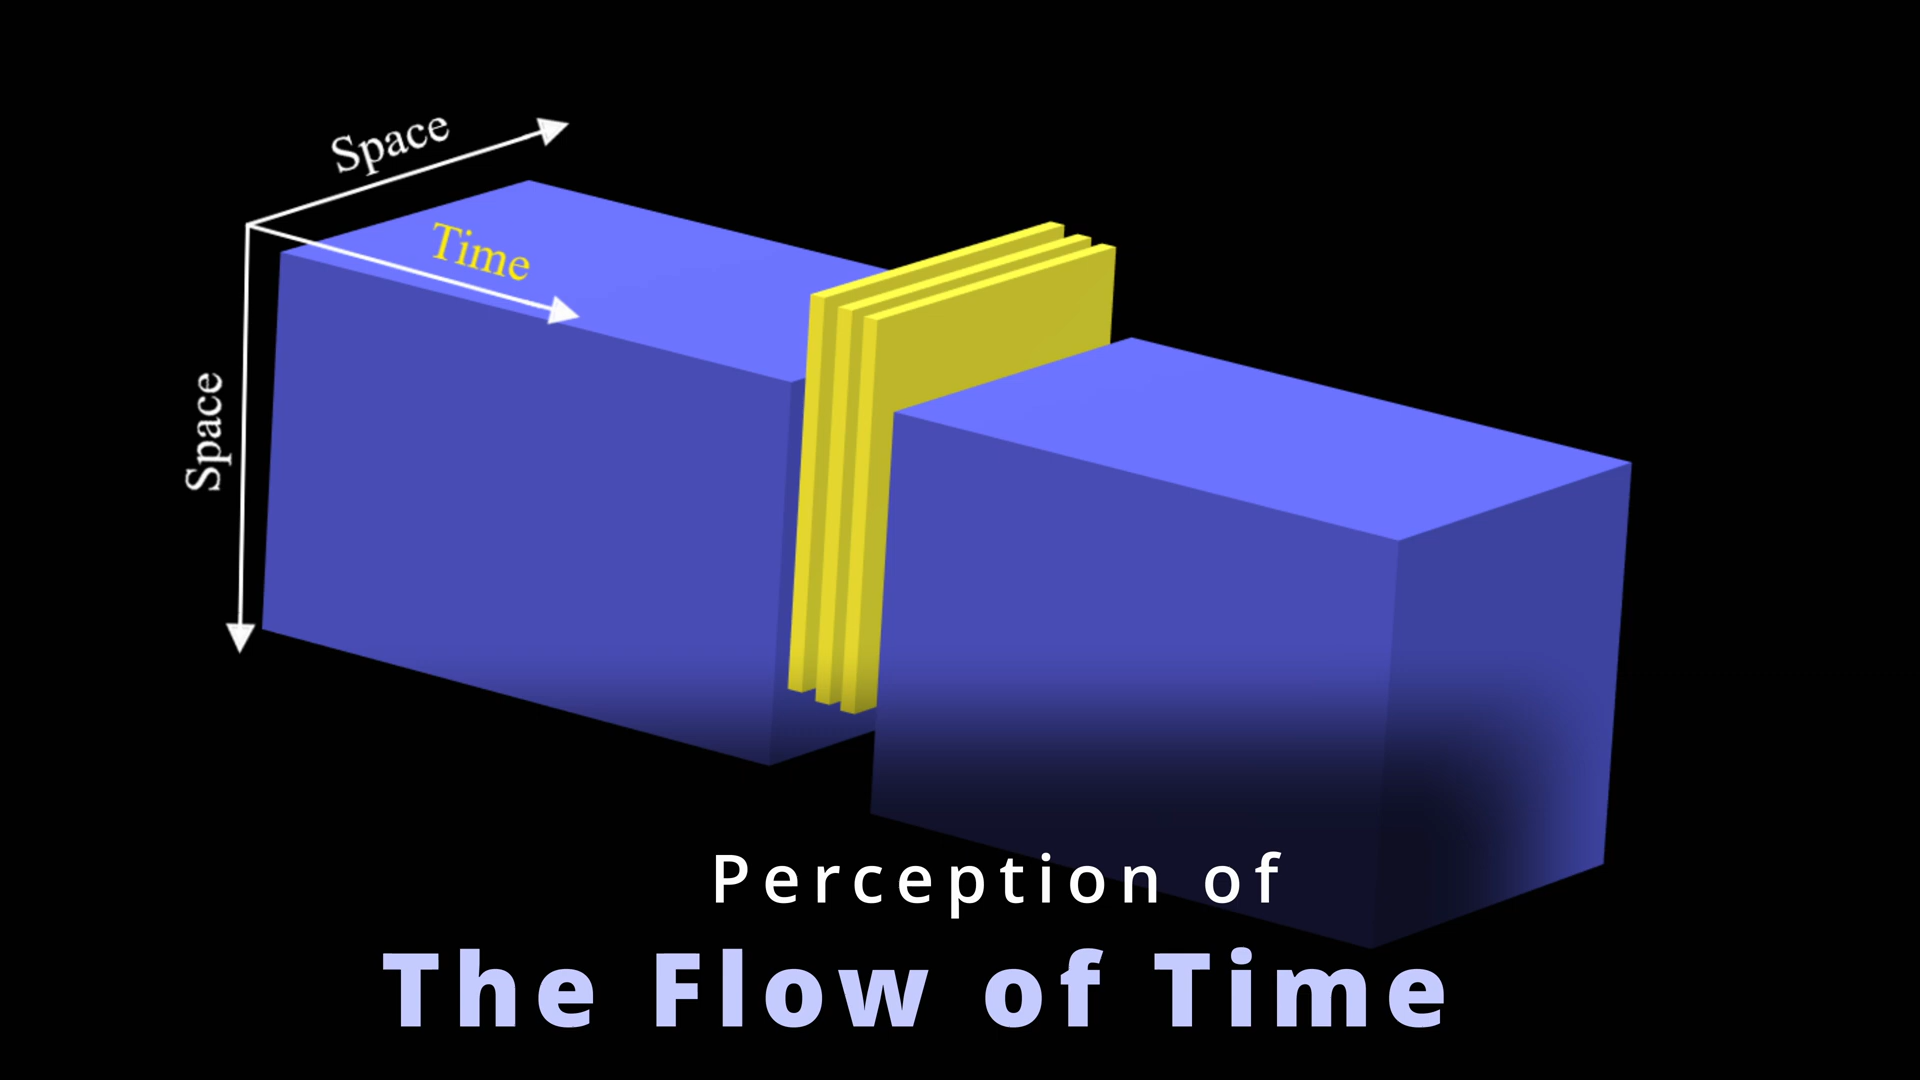 Space
Time
Space
Perception of
The Flow of Time